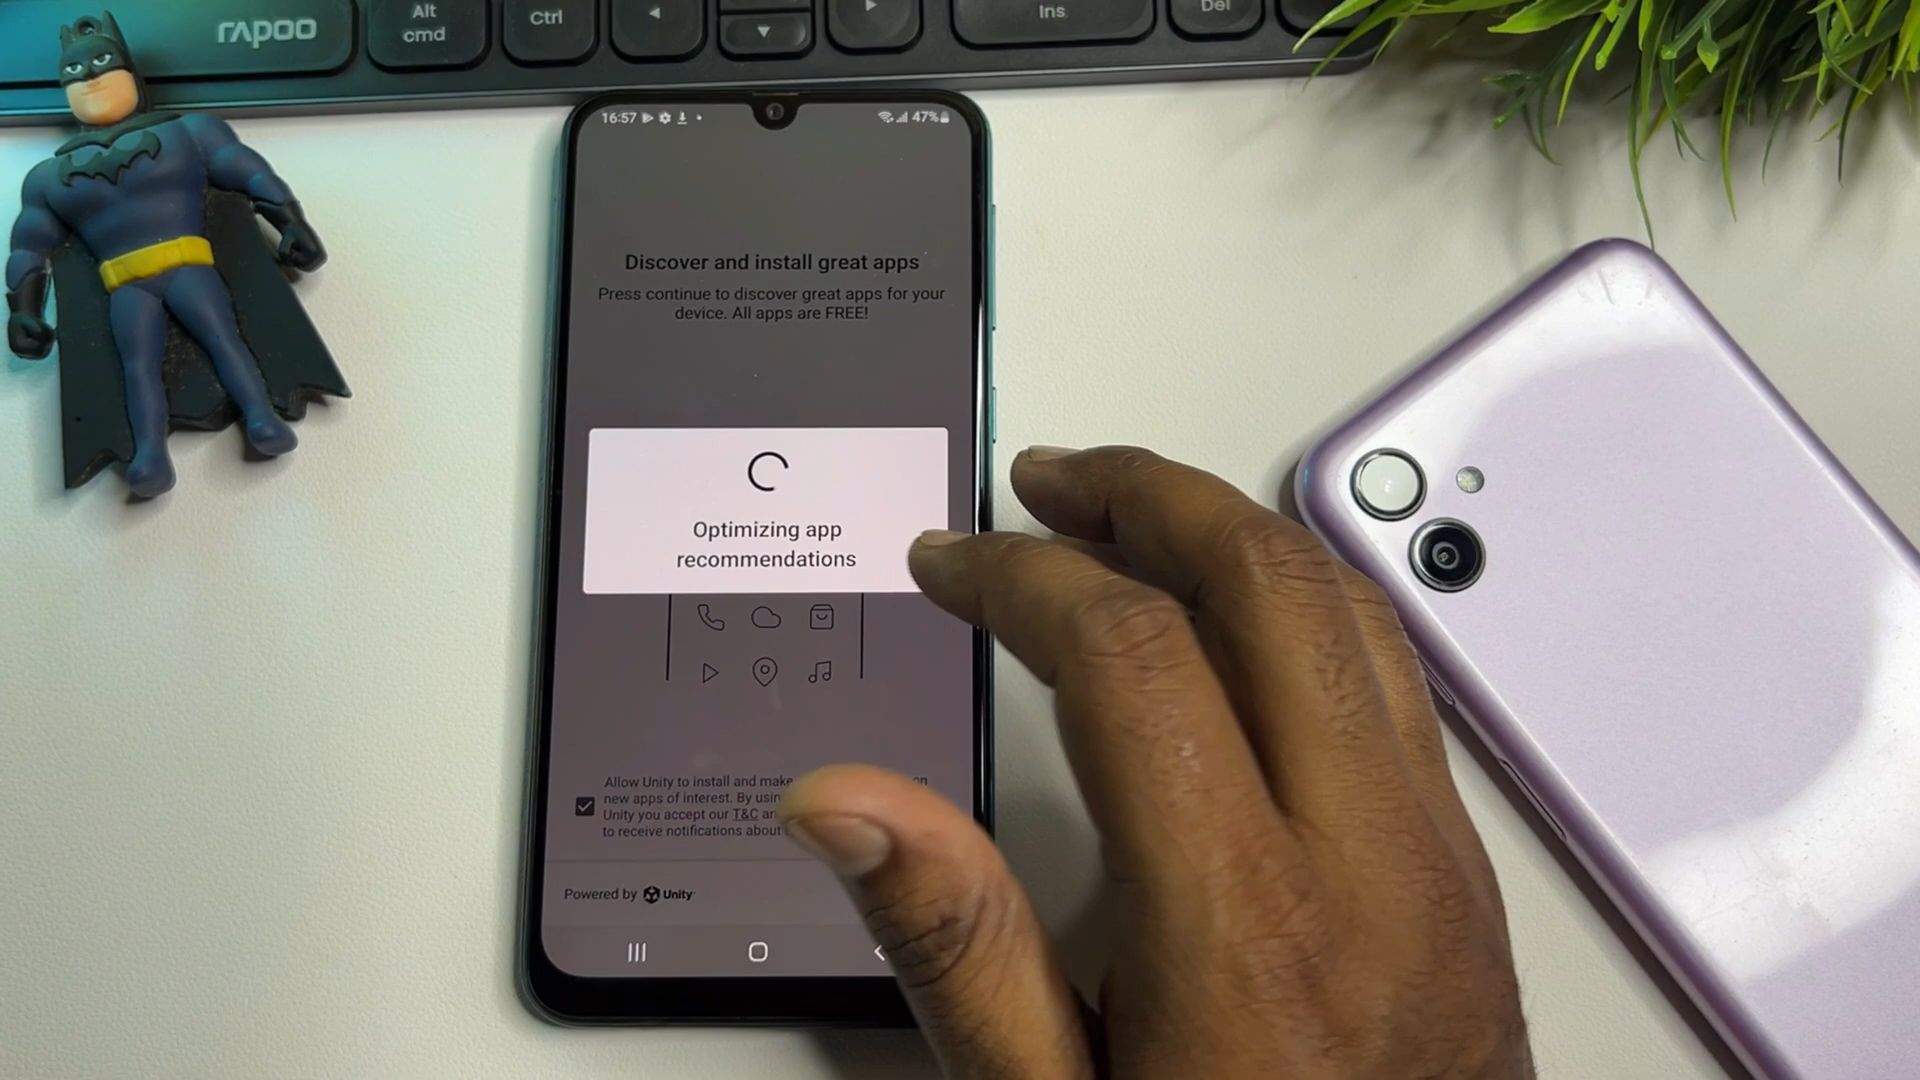 rapoo
Alt
cmd
Ctrl
Ins
Del
16:57
47%
Discover and install great apps
Press continue to discover great apps for your
device. All apps are FREE!
Optimizing app
recommendations
Allow Unity to install and make
on
new apps of interest. By
Unity you accept our T&C
to receive notifications about
Powered by Unity